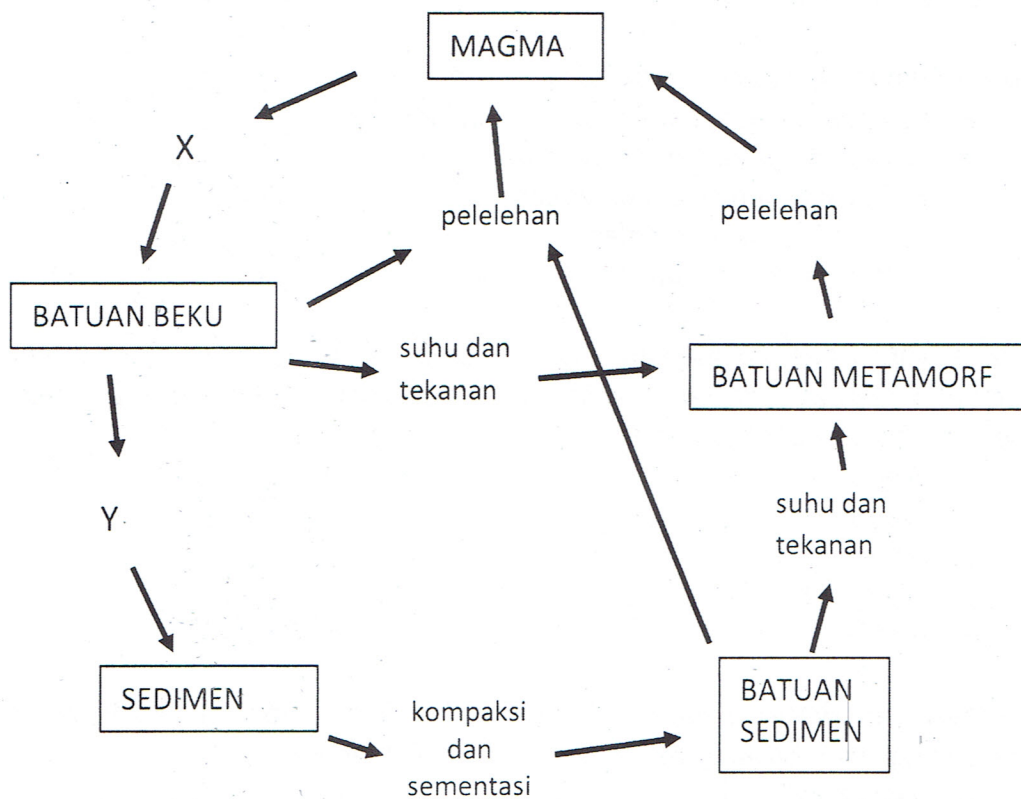 MAGMA
X
pelelehan
pelelehan
BATUAN BEKU
suhu dan
tekanan
BATUAN METAMORF
Y
suhu dan
tekanan
SEDIMEN
kompaksi
dan
sementasi
BATUAN
SEDIMEN